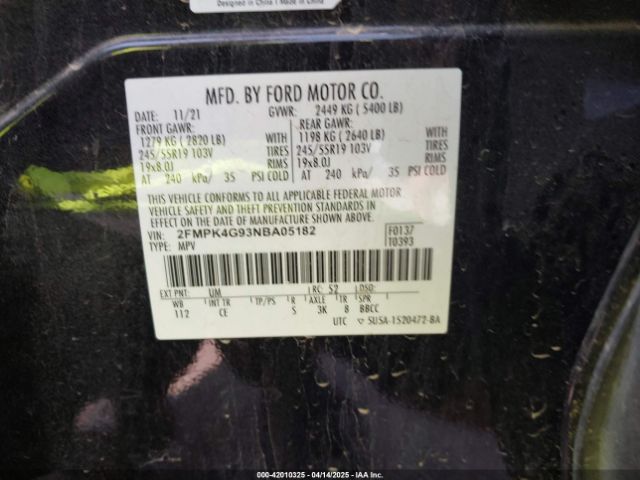 Designed in China | Made in China
MFD. BY FORD MOTOR CO.
DATE: 11/21 GVWR: 2449 KG ( 5400 LB)
FRONT GAWR: REAR GAWR:
1279 KG ( 2820 LB) WITH 1198 KG ( 2640 LB) WITH
245/55R19 103V TIRES 245/55R19 103V TIRES
19x8.0J RIMS 19x8.0J RIMS
AT 240 kPa/ 35 PSI COLD AT 240 kPa/ 35 PSI COLD
THIS VEHICLE CONFORMS TO ALL APPLICABLE FEDERAL MOTOR
VEHICLE SAFETY AND THEFT PREVENTION STANDARDS IN
EFFECT ON THE DATE OF MANUFACTURE SHOWN ABOVE.
VIN: 2FMPK4G93NBA05182 F0137
TYPE: MPV T0393
EXT PNT: UM RC: 52 DSO:
WB INT TR TP/PS R AXLE TR SPR
112 CE S 3K 8 BBCC
UTC ▽ 5U5A-1520472-BA
000-42010325 - 04/14/2025 - IAA Inc.